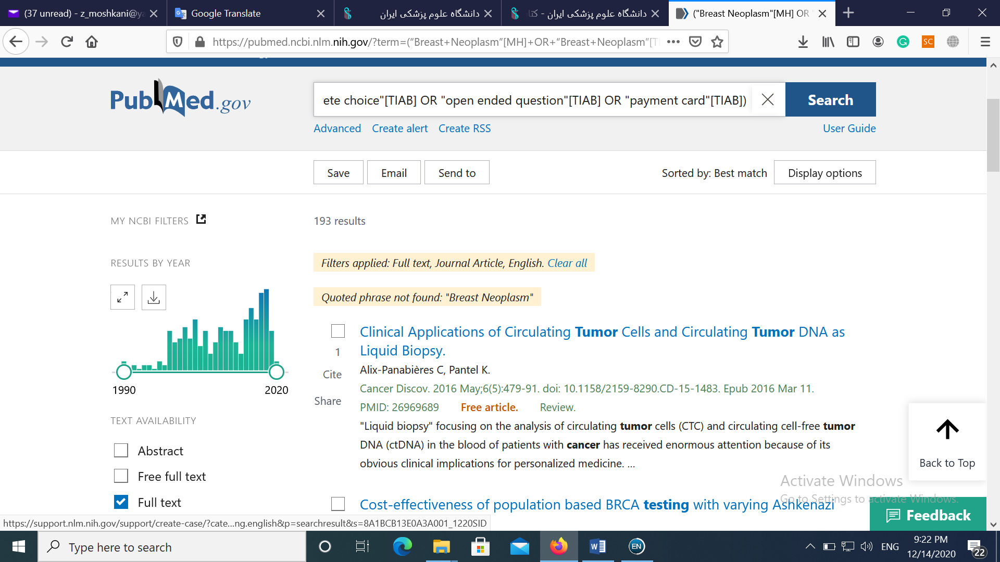 (37 unread) - z_moshkani@ya
Google Translate
دانشگاه علوم پزشکی ایران
دانشگاه علوم پزشکی ایران - کتا
("Breast Neoplasm"[MH] OR "
https://pubmed.ncbi.nlm.nih.gov/?term=("Breast+Neoplasm"[MH]+OR+"Breast+Neoplasm"[T
SC
PubMed.gov
ete choice"[TIAB] OR "open ended question"[TIAB] OR "payment card"[TIAB])
Search
Advanced Create alert Create RSS
User Guide
Save Email Send to
Sorted by: Best match Display options
MY NCBI FILTERS
193 results
RESULTS BY YEAR
Filters applied: Full text, Journal Article, English. Clear all
Quoted phrase not found: "Breast Neoplasm"
1990 2020
Clinical Applications of Circulating Tumor Cells and Circulating Tumor DNA as
Liquid Biopsy.
1
Cite
Share
Alix-Panabières C, Pantel K.
Cancer Discov. 2016 May;6(5):479-91. doi: 10.1158/2159-8290.CD-15-1483. Epub 2016 Mar 11.
PMID: 26969689 Free article. Review.
"Liquid biopsy" focusing on the analysis of circulating tumor cells (CTC) and circulating cell-free tumor
DNA (ctDNA) in the blood of patients with cancer has received enormous attention because of its
obvious clinical implications for personalized medicine. ...
TEXT AVAILABILITY
Abstract
Free full text
Full text
Back to Top
Activate Windows
Go to Settings to activate Windows.
Cost-effectiveness of population based BRCA testing with varying Ashkenazi
Feedback
https://support.nlm.nih.gov/support/create-case/?cate...ng.english&p=searchresult&s=8A1BCB13E0A3A001_1220SID
Type here to search
EN
ENG
9:22 PM
12/14/2020
22